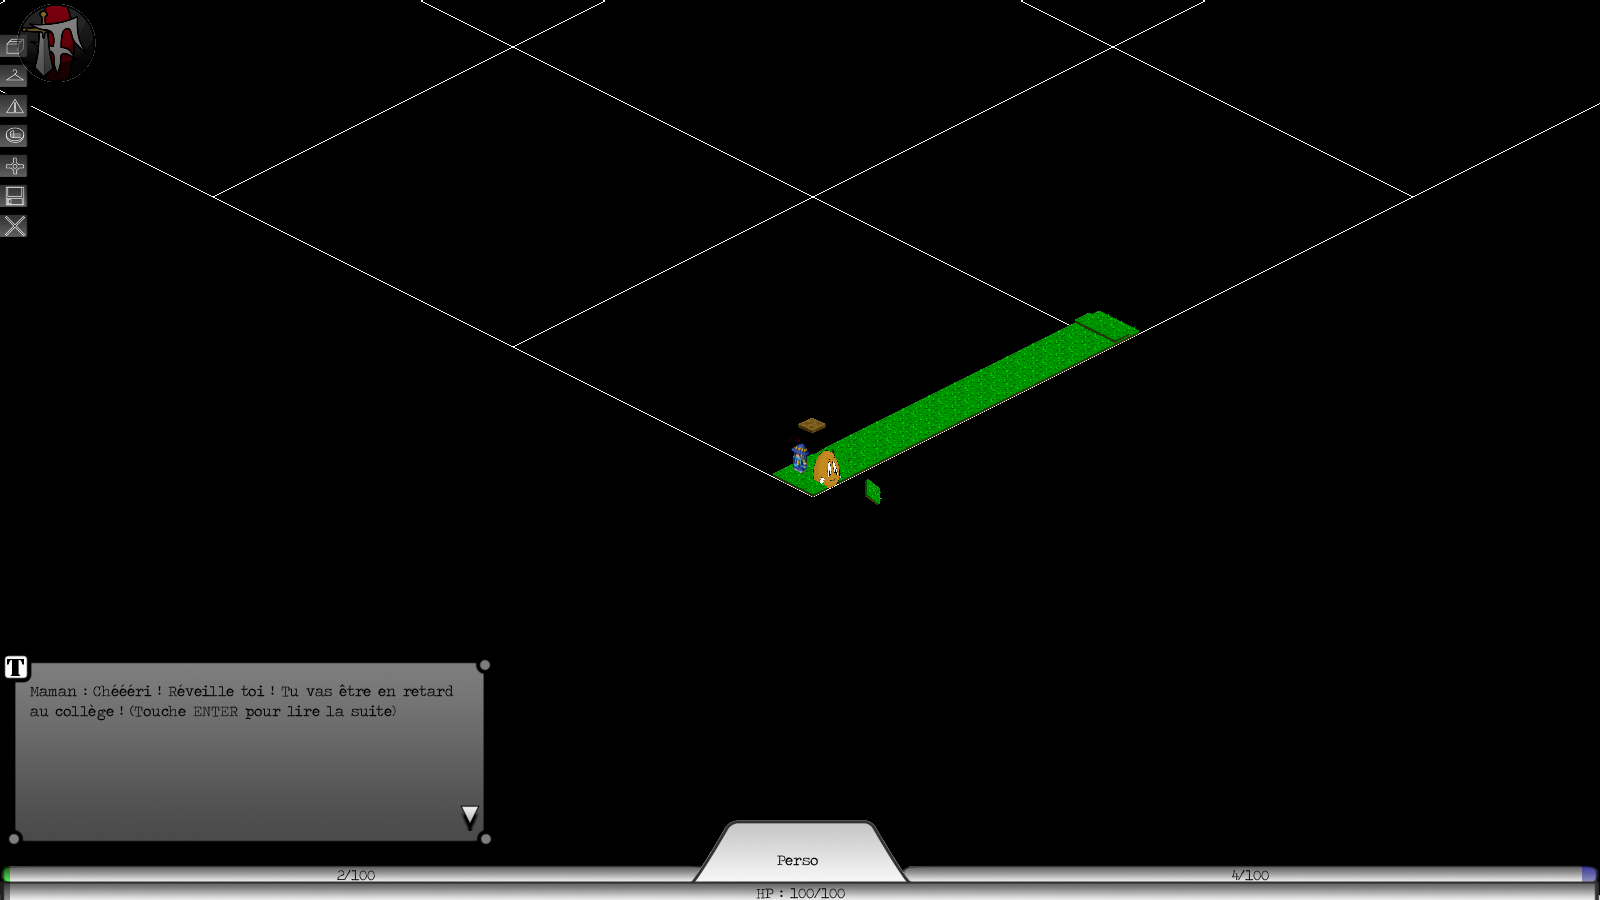 T
Maman : Chéééri ! Réveille toi ! Tu vas être en retard
au collège ! (Touche ENTER pour lire la suite)
Perso
2/100
4/100
HP : 100/100